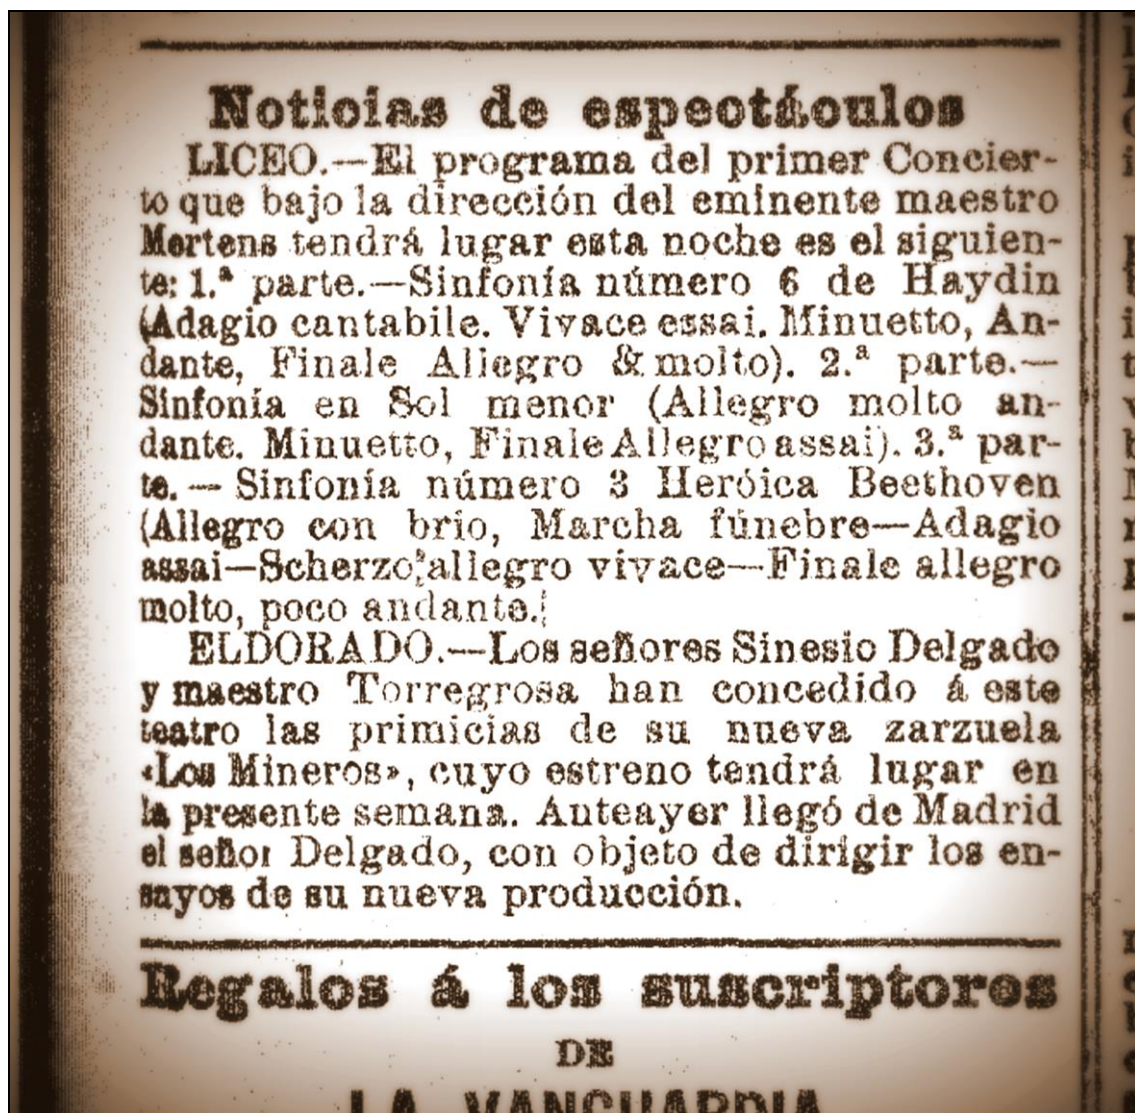 Noticias de espectáculos
LICEO.—El programa del primer Concier-
to que bajo la dirección del eminente maestro
Mertens tendrá lugar esta noche es el siguien-
te: 1.ª parte.—Sinfonía número 6 de Haydin
(Adagio cantabile. Vivace essai. Minuetto, An-
dante, Finale Allegro & molto). 2.ª parte.—
Sinfonía en Sol menor (Allegro molto an-
dante. Minuetto, Finale Allegro assai). 3.ª par-
te.— Sinfonía número 3 Heróica Beethoven
(Allegro con brio, Marcha fúnebre—Adagio
assai—Scherzo allegro vivace—Finale allegro
molto, poco andante.
ELDORADO.—Los señores Sinesio Delgado
y maestro Torregrosa han concedido á este
teatro las primicias de su nueva zarzuela
«Los Mineros», cuyo estreno tendrá lugar en
la presente semana. Anteayer llegó de Madrid
el señor Delgado, con objeto de dirigir los en-
sayos de su nueva producción.
Regalos á los suscriptores
DE
LA VANGUARDIA